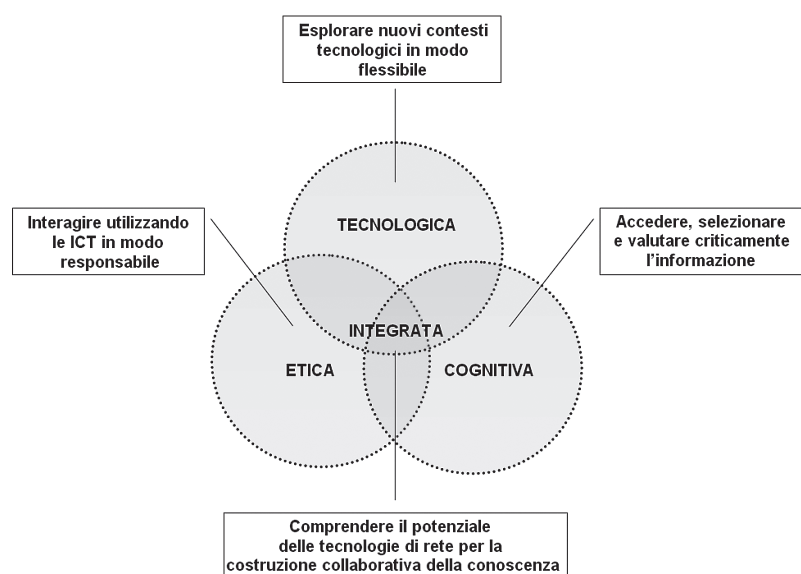 Esplorare nuovi contesti
tecnologici in modo
flessibile
TECNOLOGICA
Interagire utilizzando
le ICT in modo
responsabile
Accedere, selezionare
e valutare criticamente
l'informazione
INTEGRATA
ETICA
COGNITIVA
Comprendere il potenziale
delle tecnologie di rete per la
costruzione collaborativa della conoscenza